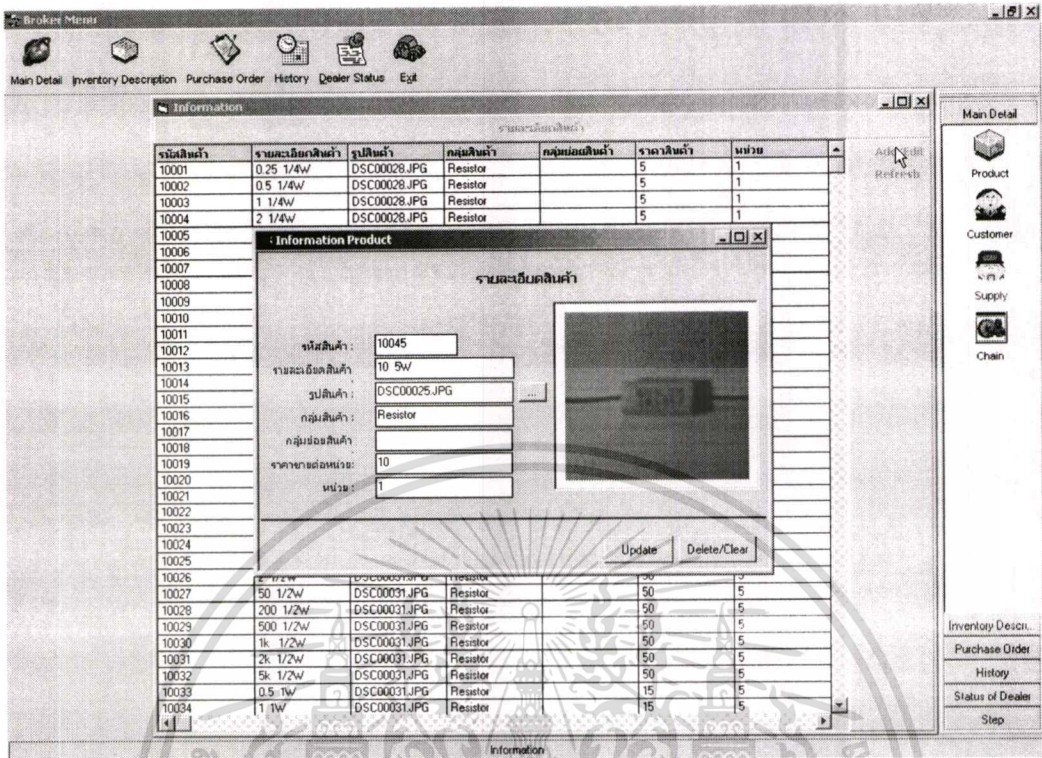 Broker Menu
Main Detail Inventory Description Purchase Order History Dealer Status Exit
Information
รายละเอียดสินค้า
รหัสสินค้า รายละเอียดสินค้า รูปสินค้า กลุ่มสินค้า กลุ่มย่อยสินค้า ราคาสินค้า หน่วย
10001 0.25 1/4W DSC00028.JPG Resistor 5 1
10002 0.5 1/4W DSC00028.JPG Resistor 5 1
10003 1 1/4W DSC00028.JPG Resistor 5 1
10004 2 1/4W DSC00028.JPG Resistor 5 1
10005
10006
10007
10008
10009
10010
10011
10012
10013
10014
10015
10016
10017
10018
10019
10020
10021
10022
10023
10024
10025
10026 2 1/2W DSC00031.JPG Resistor 50 5
10027 50 1/2W DSC00031.JPG Resistor 50 5
10028 200 1/2W DSC00031.JPG Resistor 50 5
10029 500 1/2W DSC00031.JPG Resistor 50 5
10030 1k 1/2W DSC00031.JPG Resistor 50 5
10031 2k 1/2W DSC00031.JPG Resistor 50 5
10032 5k 1/2W DSC00031.JPG Resistor 50 5
10033 0.5 1W DSC00031.JPG Resistor 15 5
10034 1 1W DSC00031.JPG Resistor 15 5
: Information Product
รายละเอียดสินค้า
รหัสสินค้า : 10045
รายละเอียดสินค้า 10 5W
รูปสินค้า : DSC00025.JPG ...
กลุ่มสินค้า : Resistor
กลุ่มย่อยสินค้า
ราคาขายต่อหน่วย: 10
หน่วย : 1
Update Delete/Clear
Add/Edit
Refresh
Main Detail
Product
Customer
Supply
Chain
Inventory Descri..
Purchase Order
History
Status of Dealer
Step
Information